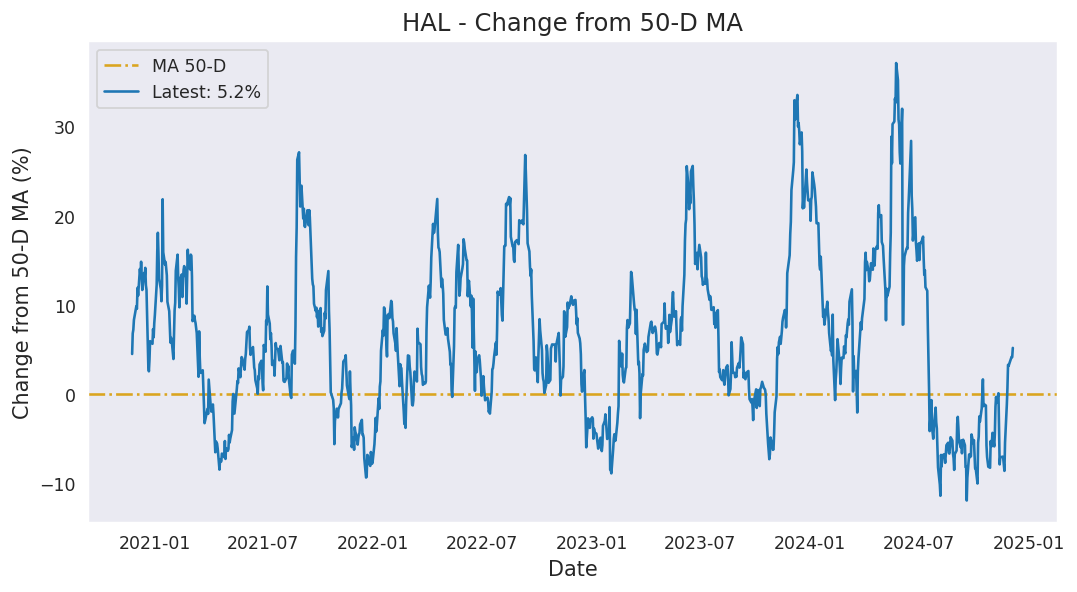 HAL - Change from 50-D MA
MA 50-D
Latest: 5.2%
Change from 50-D MA (%)
30
20
10
0
−10
2021-01
2021-07
2022-01
2022-07
2023-01
2023-07
2024-01
2024-07
2025-01
Date